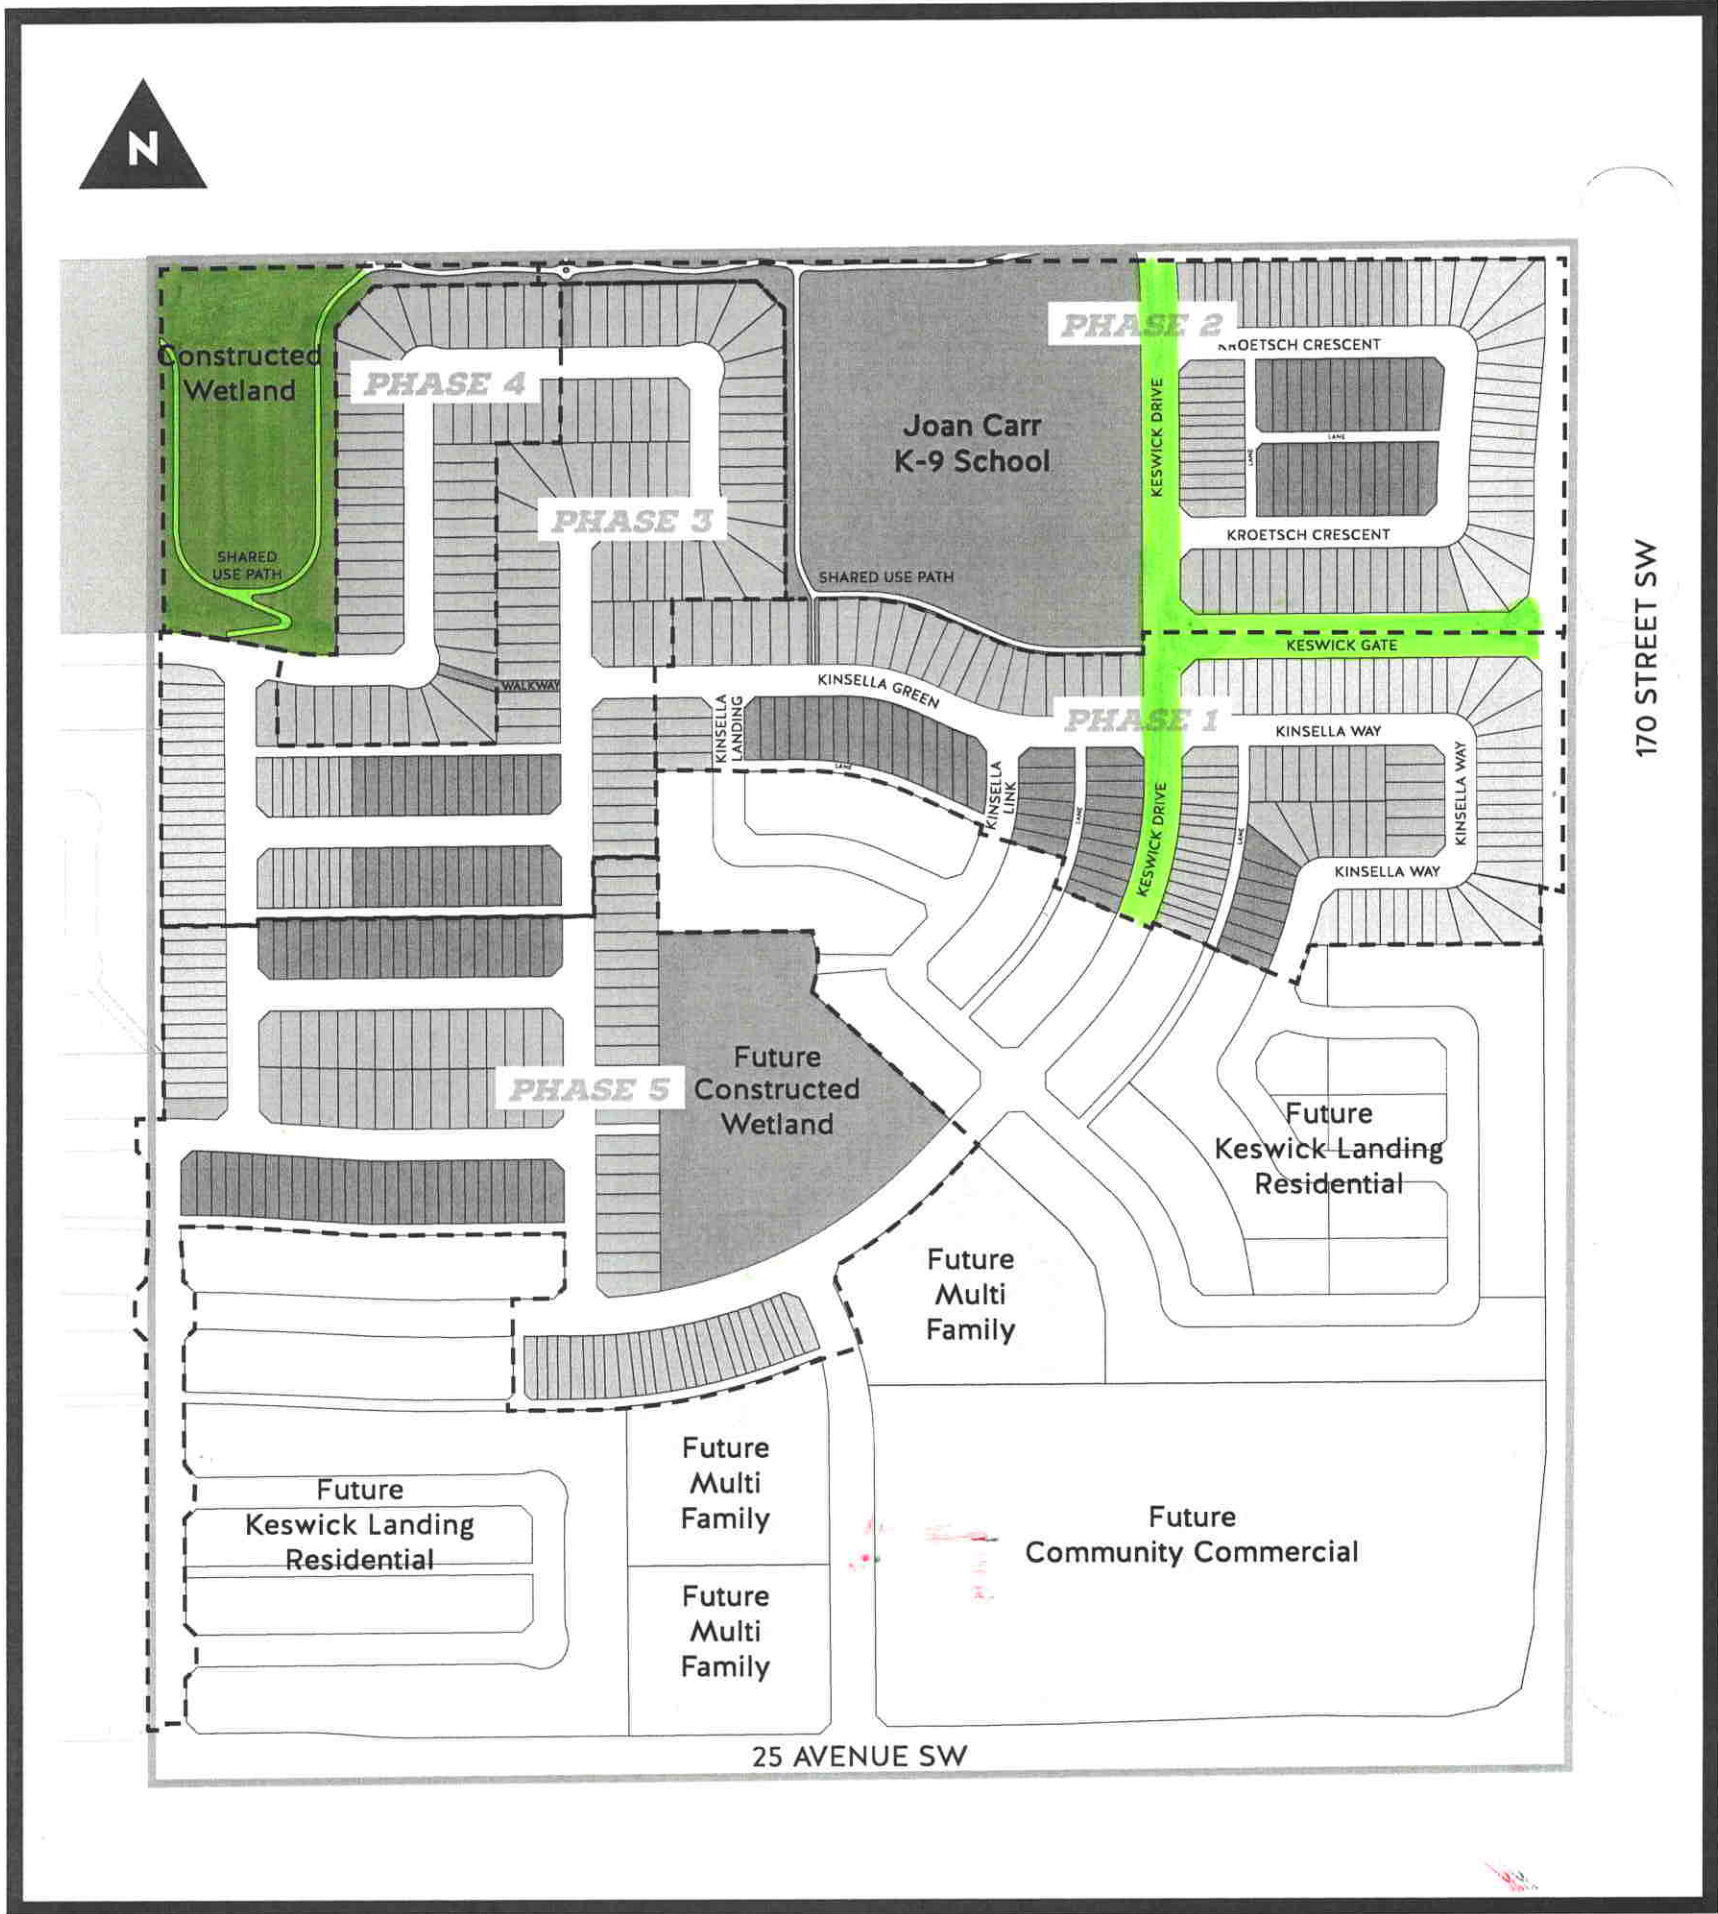 N
Constructed
Wetland
SHARED
USE PATH
PHASE 4
PHASE 3
WALKWAY
Joan Carr
K-9 School
SHARED USE PATH
PHASE 2
KROETSCH CRESCENT
KESWICK DRIVE
LANE
LANE
KROETSCH CRESCENT
KESWICK GATE
170 STREET SW
KINSELLA GREEN
KINSELLA
LANDING
LANE
KINSELLA
LINK
LANE
PHASE 1
KESWICK DRIVE
LANE
KINSELLA WAY
KINSELLA WAY
KINSELLA WAY
PHASE 5
Future
Constructed
Wetland
Future
Keswick Landing
Residential
Future
Multi
Family
Future
Keswick Landing
Residential
Future
Multi
Family
Future
Multi
Family
Future
Community Commercial
25 AVENUE SW